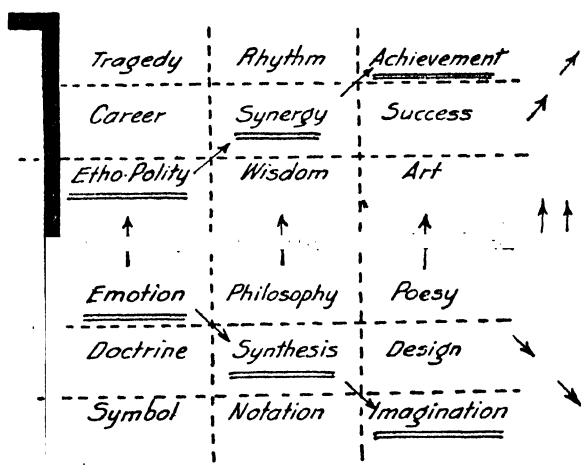 Tragedy Rhythm Achievement
Career Synergy Success
Etho-Polity Wisdom Art
Emotion Philosophy Poesy
Doctrine Synthesis Design
Symbol Notation Imagination